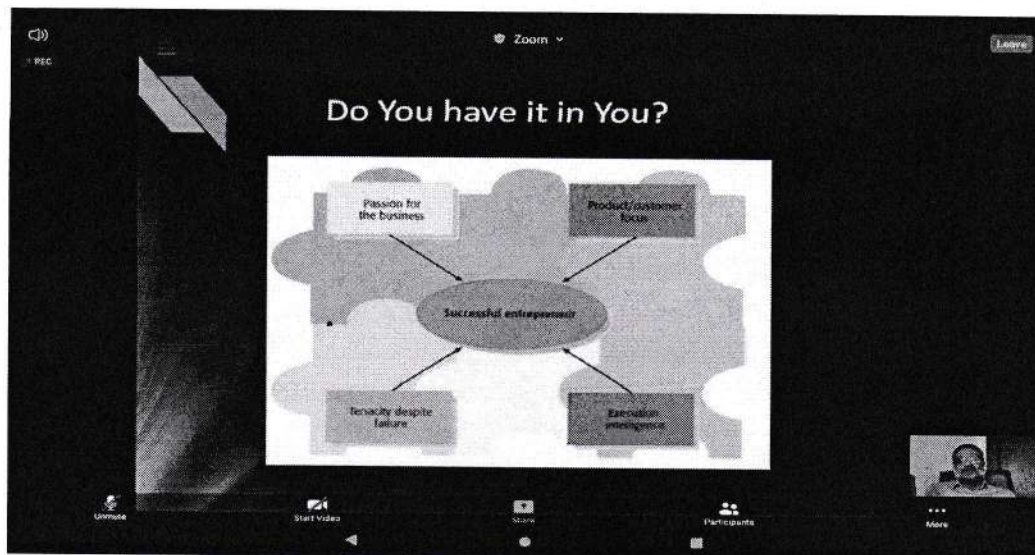 Zoom
Leave
REC
Do You have it in You?
Passion for
the business
Product/customer
focus
Successful entrepreneur
Tenacity despite
failure
Execution
intelligence
Unmute
Start Video
Share
Participants
More